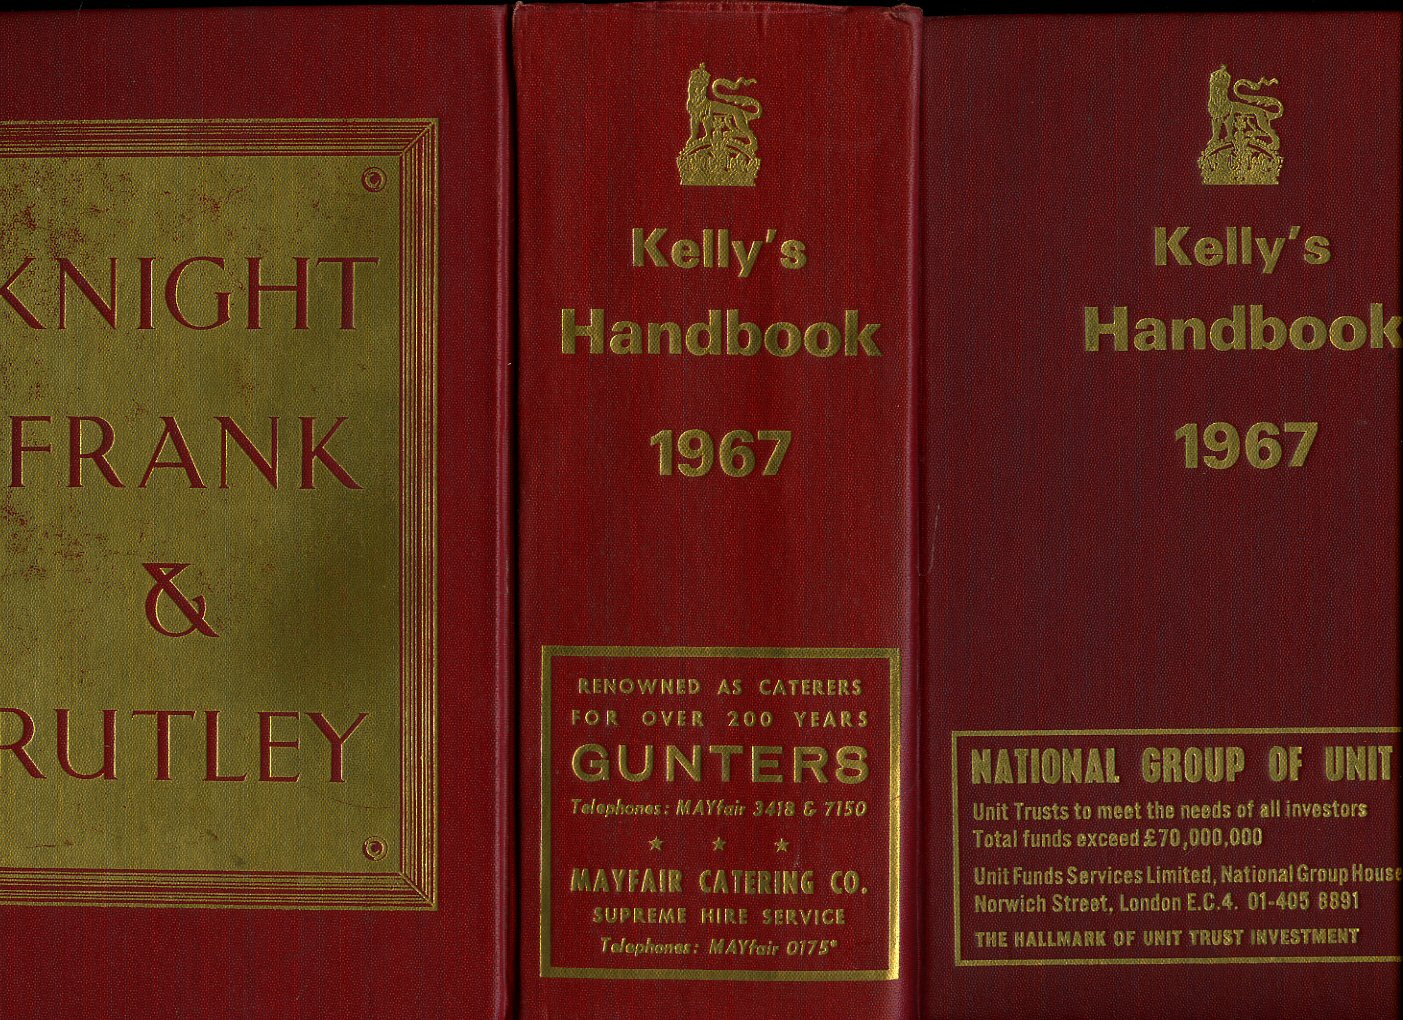 KNIGHT
FRANK
&
RUTLEY
Kelly's
Handbook
1967
RENOWNED AS CATERERS
FOR OVER 200 YEARS
GUNTERS
Telephones: MAYfair 3418 & 7150
MAYFAIR CATERING CO.
SUPREME HIRE SERVICE
Telephones: MAYfair 0175*
Kelly's
Handbook
1967
NATIONAL GROUP OF UNIT
Unit Trusts to meet the needs of all investors
Total funds exceed £70,000,000
Unit Funds Services Limited, National Group House
Norwich Street, London E.C.4. 01-405 8891
THE HALLMARK OF UNIT TRUST INVESTMENT